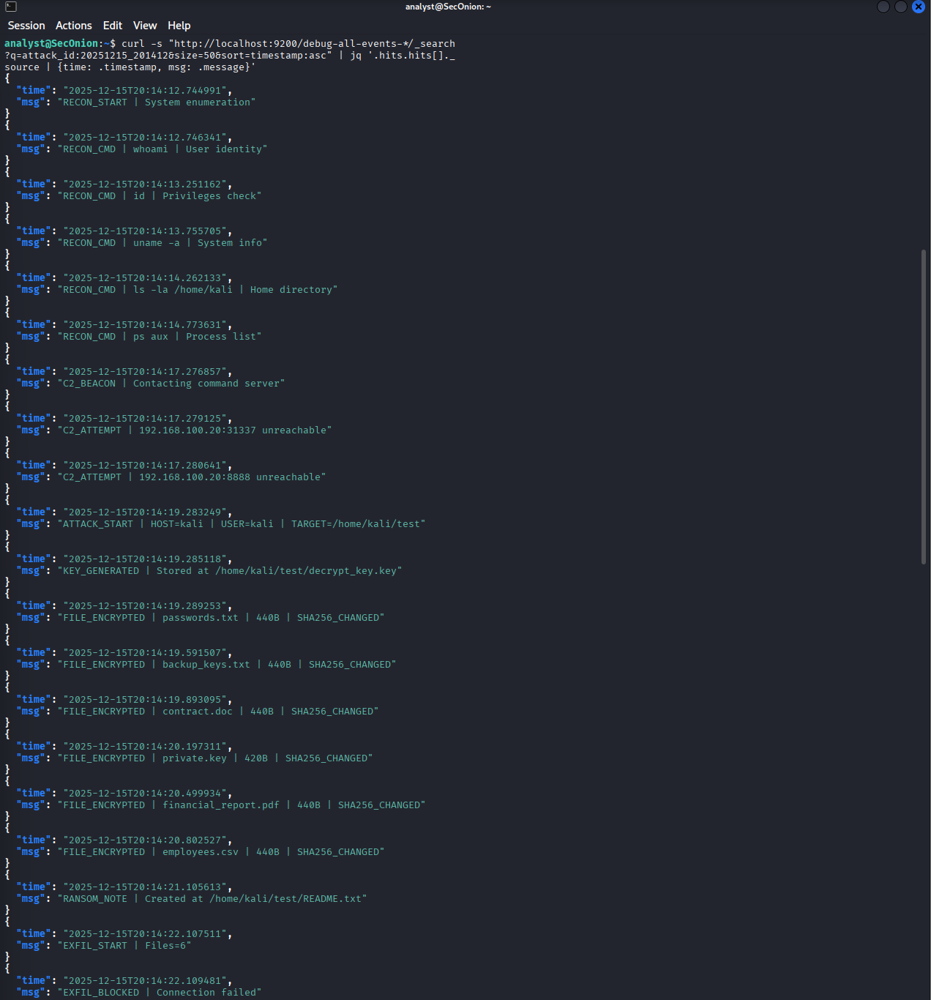 analyst@SecOnion: ~
Session Actions Edit View Help
analyst@SecOnion:~$ curl -s "http://localhost:9200/debug-all-events-*/_search
?q=attack_id:20251215_201412&size=50&sort=timestamp:asc" | jq '.hits.hits[]._
source | {time: .timestamp, msg: .message}'
{
  "time": "2025-12-15T20:14:12.744991",
  "msg": "RECON_START | System enumeration"
}
{
  "time": "2025-12-15T20:14:12.746341",
  "msg": "RECON_CMD | whoami | User identity"
}
{
  "time": "2025-12-15T20:14:13.251162",
  "msg": "RECON_CMD | id | Privileges check"
}
{
  "time": "2025-12-15T20:14:13.755705",
  "msg": "RECON_CMD | uname -a | System info"
}
{
  "time": "2025-12-15T20:14:14.262133",
  "msg": "RECON_CMD | ls -la /home/kali | Home directory"
}
{
  "time": "2025-12-15T20:14:14.773631",
  "msg": "RECON_CMD | ps aux | Process list"
}
{
  "time": "2025-12-15T20:14:17.276857",
  "msg": "C2_BEACON | Contacting command server"
}
{
  "time": "2025-12-15T20:14:17.279125",
  "msg": "C2_ATTEMPT | 192.168.100.20:31337 unreachable"
}
{
  "time": "2025-12-15T20:14:17.280641",
  "msg": "C2_ATTEMPT | 192.168.100.20:8888 unreachable"
}
{
  "time": "2025-12-15T20:14:19.283249",
  "msg": "ATTACK_START | HOST=kali | USER=kali | TARGET=/home/kali/test"
}
{
  "time": "2025-12-15T20:14:19.285118",
  "msg": "KEY_GENERATED | Stored at /home/kali/test/decrypt_key.key"
}
{
  "time": "2025-12-15T20:14:19.289253",
  "msg": "FILE_ENCRYPTED | passwords.txt | 440B | SHA256_CHANGED"
}
{
  "time": "2025-12-15T20:14:19.591507",
  "msg": "FILE_ENCRYPTED | backup_keys.txt | 440B | SHA256_CHANGED"
}
{
  "time": "2025-12-15T20:14:19.893095",
  "msg": "FILE_ENCRYPTED | contract.doc | 440B | SHA256_CHANGED"
}
{
  "time": "2025-12-15T20:14:20.197311",
  "msg": "FILE_ENCRYPTED | private.key | 420B | SHA256_CHANGED"
}
{
  "time": "2025-12-15T20:14:20.499934",
  "msg": "FILE_ENCRYPTED | financial_report.pdf | 440B | SHA256_CHANGED"
}
{
  "time": "2025-12-15T20:14:20.802527",
  "msg": "FILE_ENCRYPTED | employees.csv | 440B | SHA256_CHANGED"
}
{
  "time": "2025-12-15T20:14:21.105613",
  "msg": "RANSOM_NOTE | Created at /home/kali/test/README.txt"
}
{
  "time": "2025-12-15T20:14:22.107511",
  "msg": "EXFIL_START | Files=6"
}
{
  "time": "2025-12-15T20:14:22.109481",
  "msg": "EXFIL_BLOCKED | Connection failed"